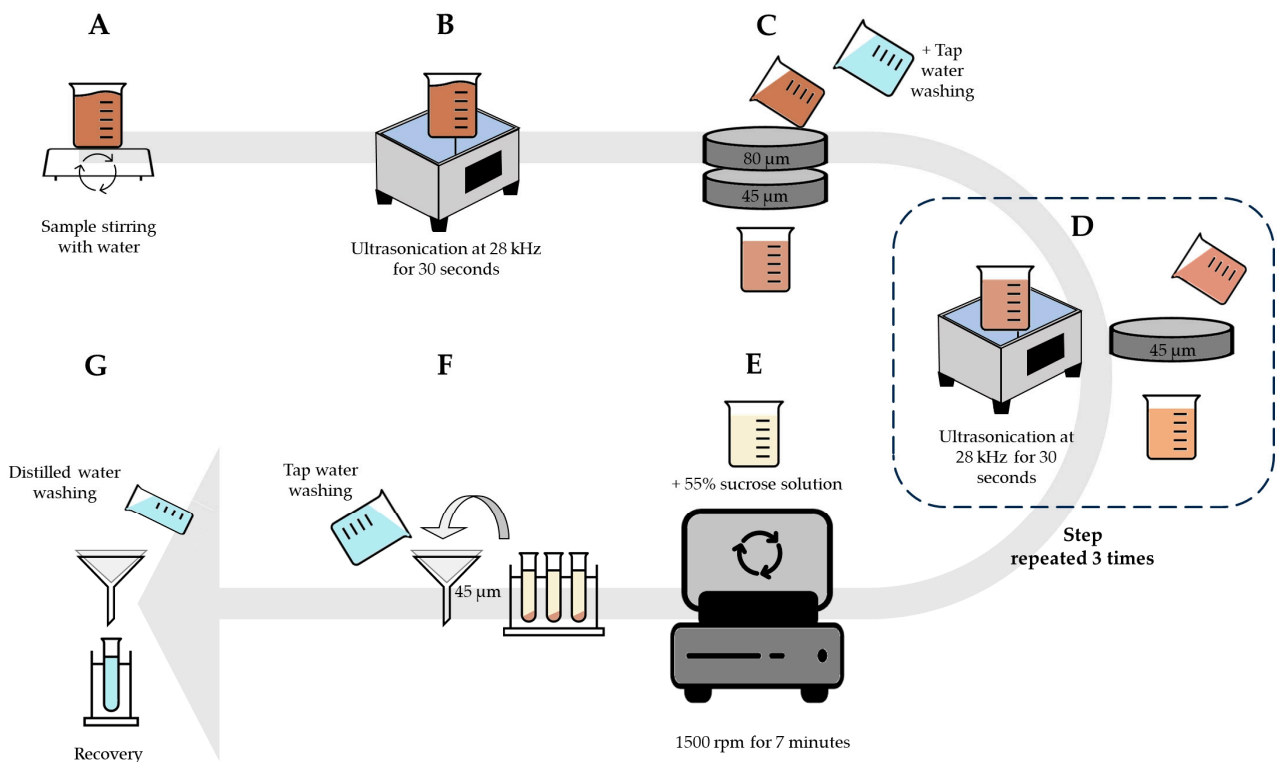 A
Sample stirring
with water
B
Ultrasonication at 28 kHz
for 30 seconds
C
+ Tap
water
washing
80 µm
45 µm
D
45 µm
Ultrasonication at
28 kHz for 30
seconds
Step
repeated 3 times
E
+ 55% sucrose solution
1500 rpm for 7 minutes
F
Tap water
washing
45 µm
G
Distilled water
washing
Recovery